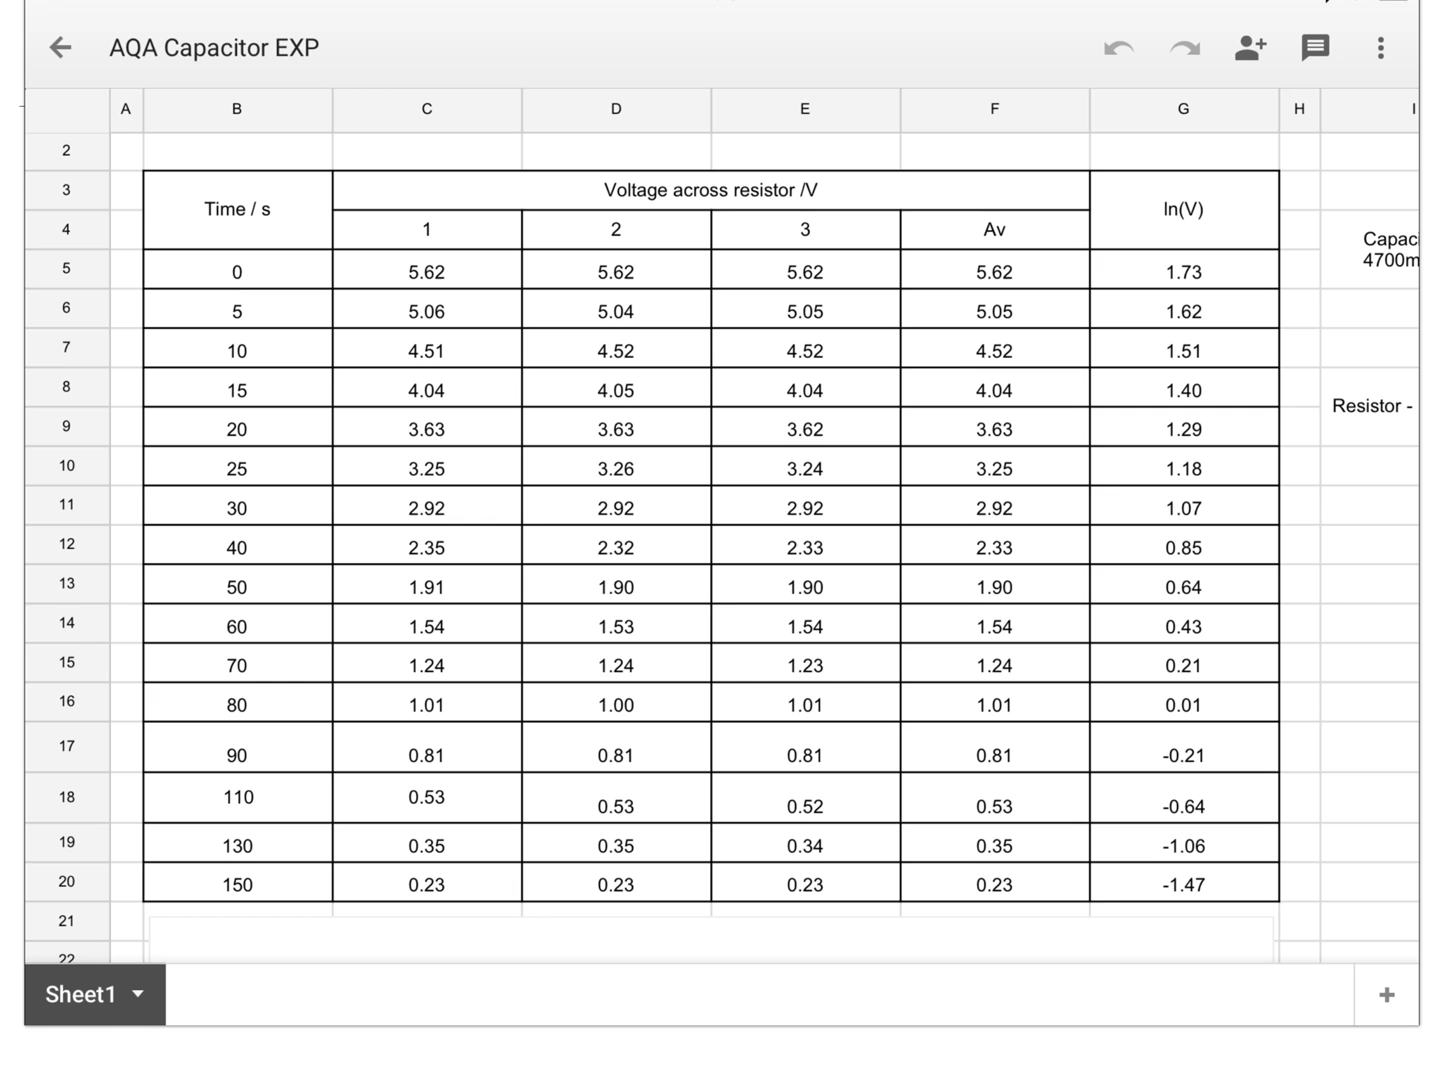 AQA Capacitor EXP
A B C D E F G H I
2
3 Time / s Voltage across resistor /V ln(V)
4 1 2 3 Av
Capaci
4700m
5 0 5.62 5.62 5.62 5.62 1.73
6 5 5.06 5.04 5.05 5.05 1.62
7 10 4.51 4.52 4.52 4.52 1.51
8 15 4.04 4.05 4.04 4.04 1.40
Resistor -
9 20 3.63 3.63 3.62 3.63 1.29
10 25 3.25 3.26 3.24 3.25 1.18
11 30 2.92 2.92 2.92 2.92 1.07
12 40 2.35 2.32 2.33 2.33 0.85
13 50 1.91 1.90 1.90 1.90 0.64
14 60 1.54 1.53 1.54 1.54 0.43
15 70 1.24 1.24 1.23 1.24 0.21
16 80 1.01 1.00 1.01 1.01 0.01
17 90 0.81 0.81 0.81 0.81 -0.21
18 110 0.53 0.53 0.52 0.53 -0.64
19 130 0.35 0.35 0.34 0.35 -1.06
20 150 0.23 0.23 0.23 0.23 -1.47
21
22
Sheet1